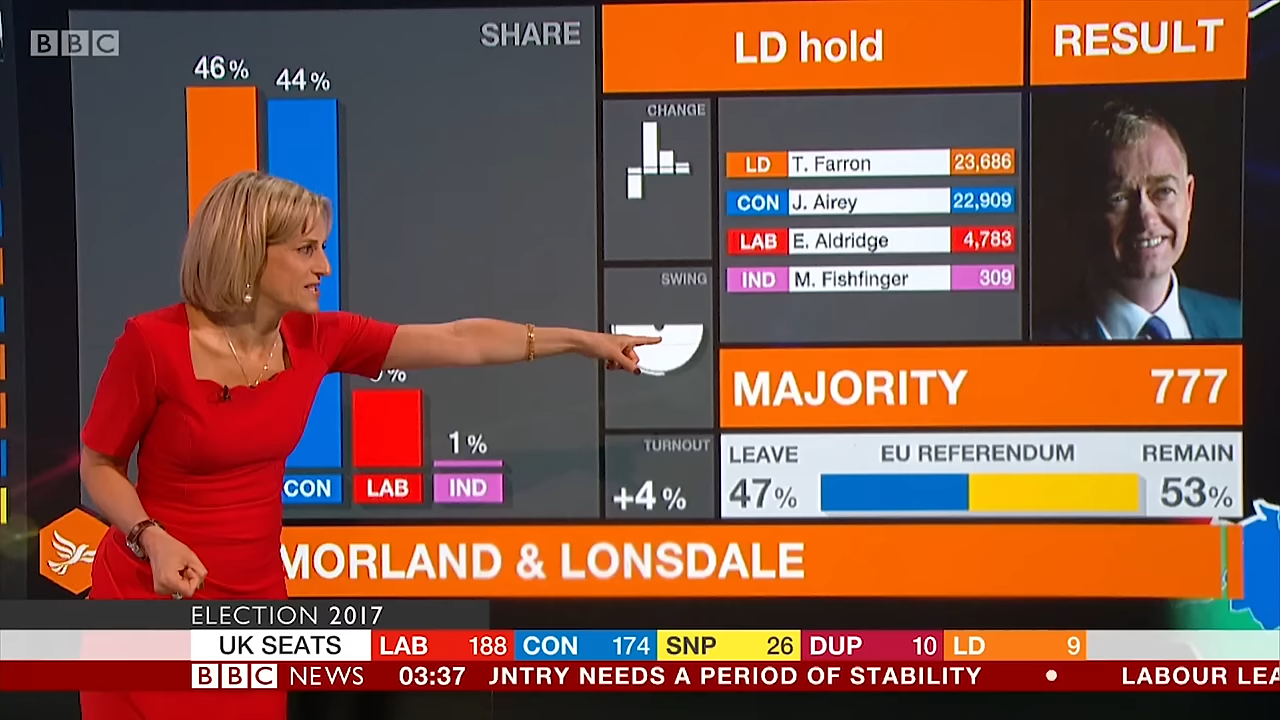 BBC
SHARE
46%
44%
%
1%
CON
LAB
IND
LD hold
RESULT
CHANGE
LD T. Farron 23,686
CON J. Airey 22,909
LAB E. Aldridge 4,783
IND M. Fishfinger 309
SWING
MAJORITY 777
TURNOUT
+4%
LEAVE EU REFERENDUM REMAIN
47% 53%
MORLAND & LONSDALE
ELECTION 2017
UK SEATS LAB 188 CON 174 SNP 26 DUP 10 LD 9
BBC NEWS 03:37 UNTRY NEEDS A PERIOD OF STABILITY • LABOUR LEA